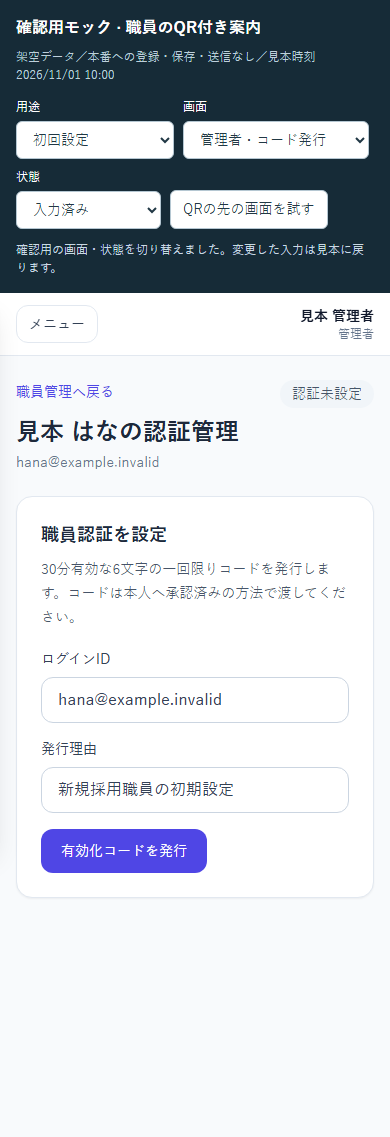 確認用モック・職員のQR付き案内
架空データ／本番への登録・保存・送信なし／見本時刻
2026/11/01 10:00
用途 画面
初回設定 管理者・コード発行
状態
入力済み QRの先の画面を試す
確認用の画面・状態を切り替えました。変更した入力は見本に戻
ります。
メニュー 見本 管理者
管理者
職員管理へ戻る 認証未設定
見本 はなの認証管理
hana@example.invalid
職員認証を設定
30分有効な6文字の一回限りコードを発行しま
す。コードは本人へ承認済みの方法で渡してくだ
さい。
ログインID
hana@example.invalid
発行理由
新規採用職員の初期設定
有効化コードを発行